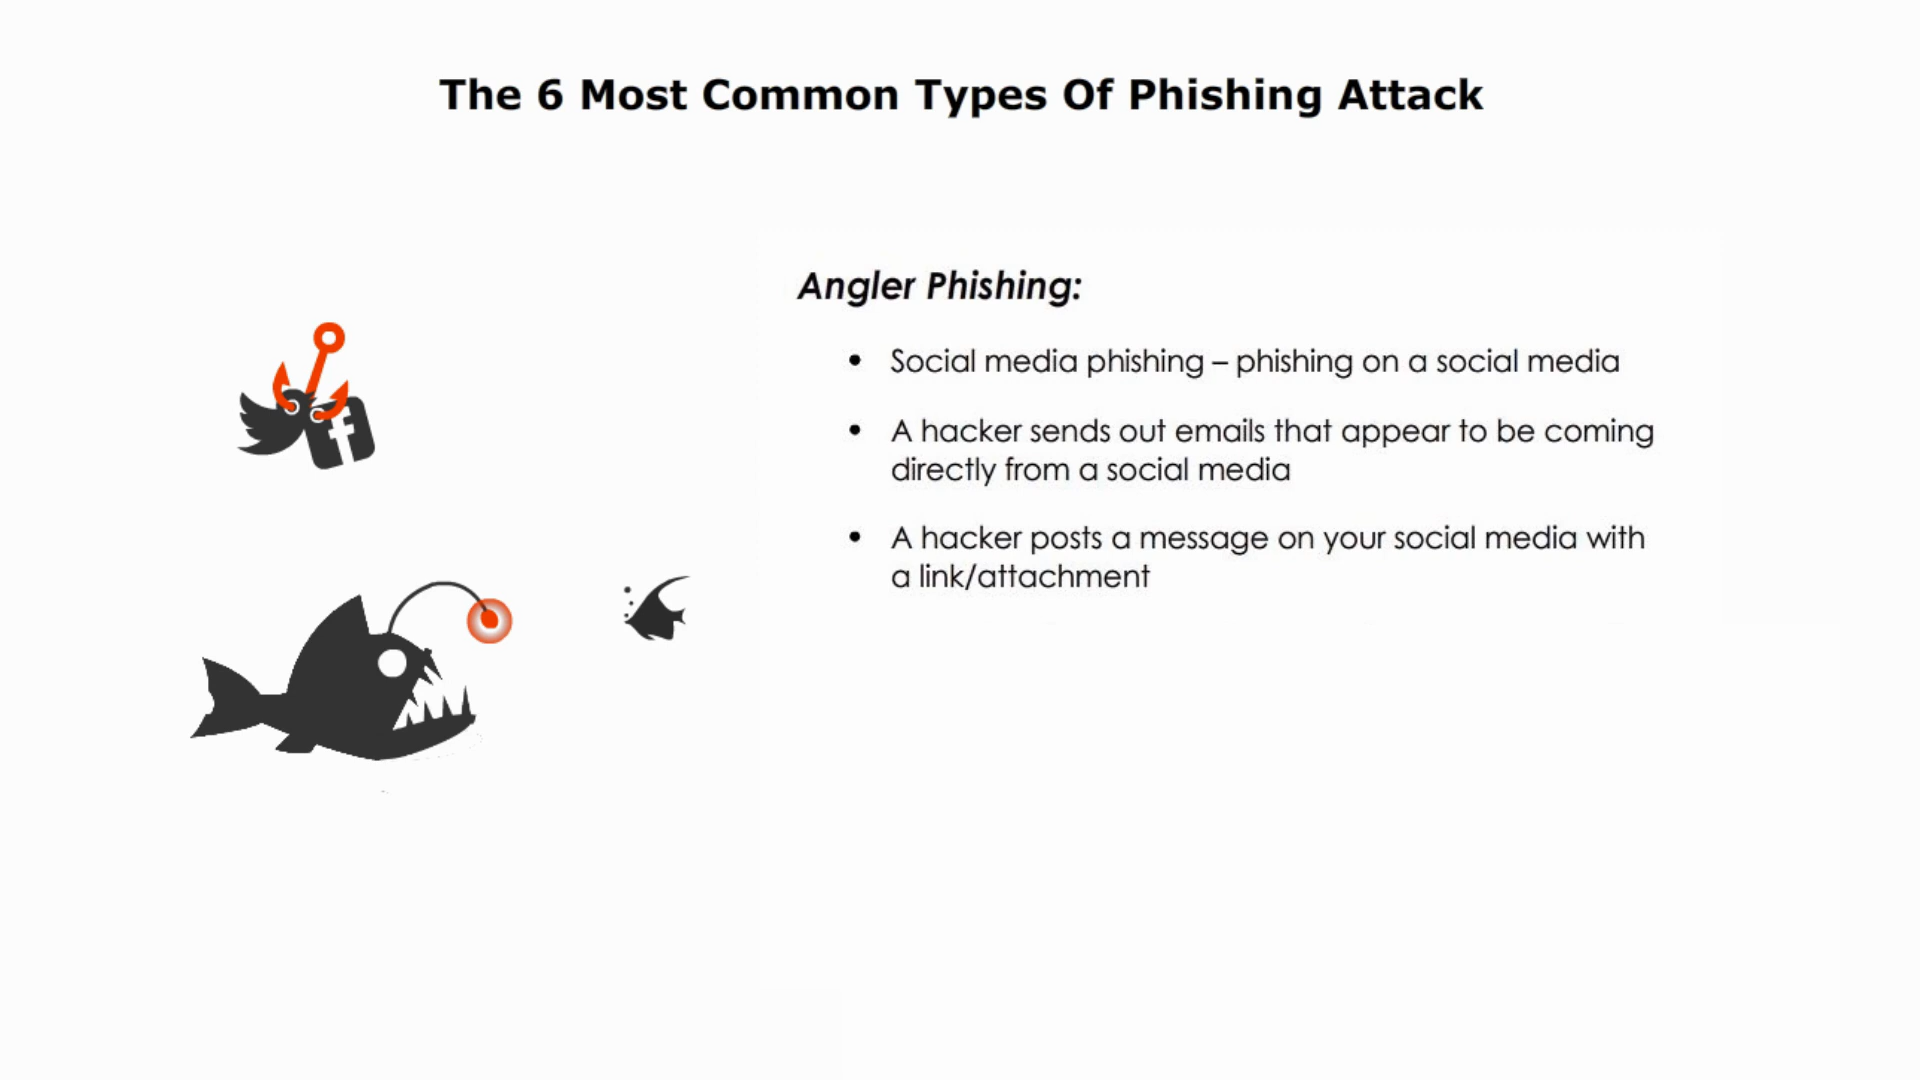 The 6 Most Common Types Of Phishing Attack
Angler Phishing:
• Social media phishing – phishing on a social media
• A hacker sends out emails that appear to be coming
directly from a social media
• A hacker posts a message on your social media with
a link/attachment
f